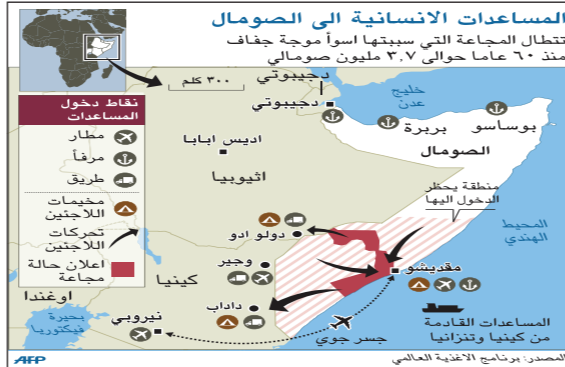 المساعدات الانسانية الى الصومال
تتطال المجاعة التي سببتها اسوأ موجة جفاف
منذ ٦٠ عاما حوالى ٣,٧ مليون صومالي
٣٠٠ كلم
دجيبوتي
دجيبوتي
خليج
عدن
بوساسو
بربرة
الصومال
نقاط دخول
المساعدات
مطار
مرفأ
طريق
مخيمات
اللاجئين
تحركات
اللاجئين
اعلان حالة
مجاعة
اديس ابابا
اثيوبيا
منطقة يحظر
الدخول اليها
المحيط
الهندي
دولو ادو
وجير
مقديشو
كينيا
داداب
اوغندا
بحيرة
فيكتوريا
نيروبي
جسر جوي
المساعدات القادمة
من كينيا وتنزانيا
المصدر: برنامج الاغذية العالمي
AFP